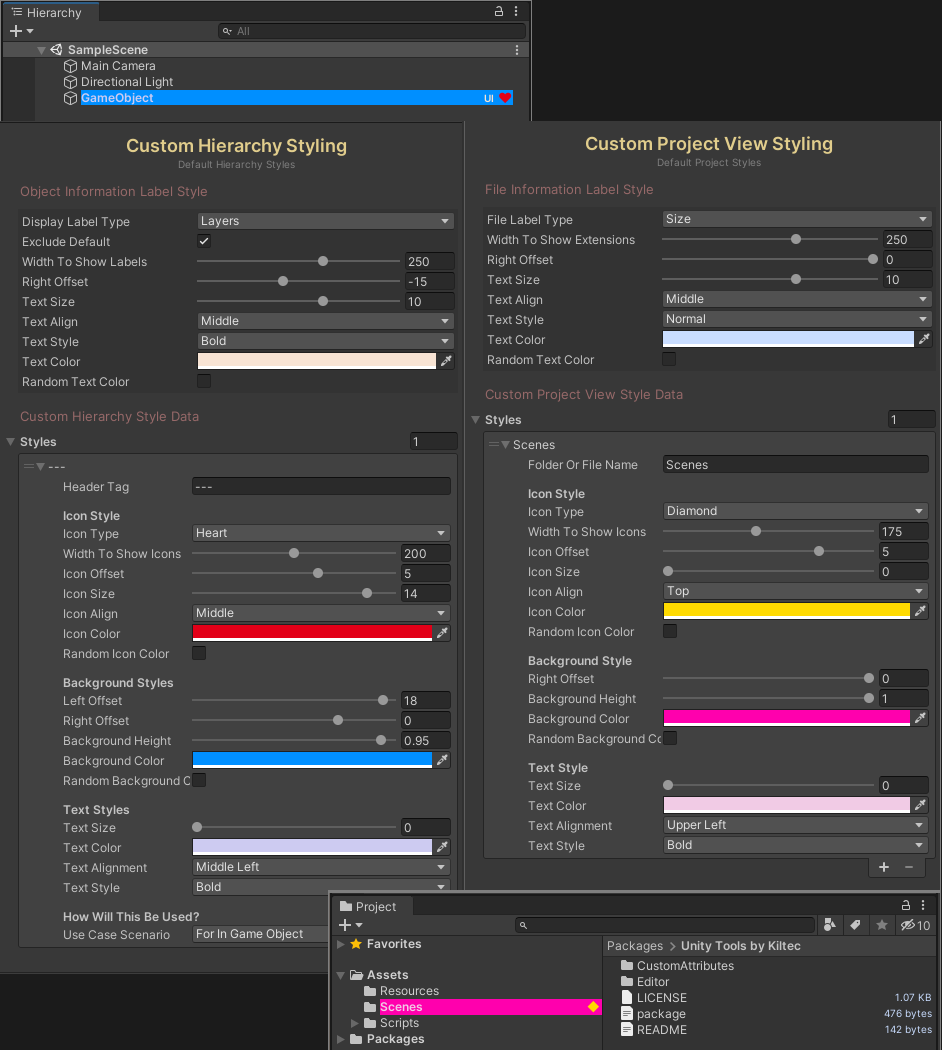 Hierarchy
All
SampleScene
Main Camera
Directional Light
GameObject UI
Custom Hierarchy Styling
Default Hierarchy Styles
Object Information Label Style
Display Label Type Layers
Exclude Default
Width To Show Labels 250
Right Offset -15
Text Size 10
Text Align Middle
Text Style Bold
Text Color
Random Text Color
Custom Hierarchy Style Data
Styles 1
---
Header Tag ---
Icon Style
Icon Type Heart
Width To Show Icons 200
Icon Offset 5
Icon Size 14
Icon Align Middle
Icon Color
Random Icon Color
Background Styles
Left Offset 18
Right Offset 0
Background Height 0.95
Background Color
Random Background C
Text Styles
Text Size 0
Text Color
Text Alignment Middle Left
Text Style Bold
How Will This Be Used?
Use Case Scenario For In Game Object
Custom Project View Styling
Default Project Styles
File Information Label Style
File Label Type Size
Width To Show Extensions 250
Right Offset 0
Text Size 10
Text Align Middle
Text Style Normal
Text Color
Random Text Color
Custom Project View Style Data
Styles 1
Scenes
Folder Or File Name Scenes
Icon Style
Icon Type Diamond
Width To Show Icons 175
Icon Offset 5
Icon Size 0
Icon Align Top
Icon Color
Random Icon Color
Background Style
Right Offset 0
Background Height 1
Background Color
Random Background Co
Text Style
Text Size 0
Text Color
Text Alignment Upper Left
Text Style Bold
Project
10
Favorites
Assets
Resources
Scenes
Scripts
Packages
Packages > Unity Tools by Kiltec
CustomAttributes
Editor
LICENSE 1.07 KB
package 476 bytes
README 142 bytes